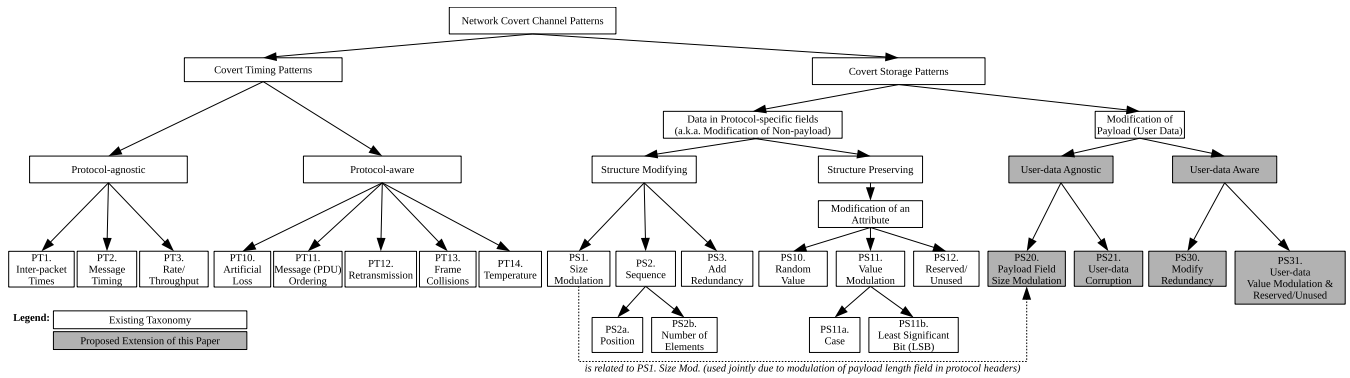 Network Covert Channel Patterns
Covert Timing Patterns
Covert Storage Patterns
Data in Protocol-specific fields
(a.k.a. Modification of Non-payload)
Modification of
Payload (User Data)
Protocol-agnostic
Protocol-aware
Structure Modifying
Structure Preserving
User-data Agnostic
User-data Aware
Modification of an
Attribute
PT1.
Inter-packet
Times
PT2.
Message
Timing
PT3.
Rate/
Throughput
PT10.
Artificial
Loss
PT11.
Message (PDU)
Ordering
PT12.
Retransmission
PT13.
Frame
Collisions
PT14.
Temperature
PS1.
Size
Modulation
PS2.
Sequence
PS3.
Add
Redundancy
PS10.
Random
Value
PS11.
Value
Modulation
PS12.
Reserved/
Unused
PS20.
Payload Field
Size Modulation
PS21.
User-data
Corruption
PS30.
Modify
Redundancy
PS31.
User-data
Value Modulation &
Reserved/Unused
PS2a.
Position
PS2b.
Number of
Elements
PS11a.
Case
PS11b.
Least Significant
Bit (LSB)
Legend:
Existing Taxonomy
Proposed Extension of this Paper
is related to PS1. Size Mod. (used jointly due to modulation of payload length field in protocol headers)